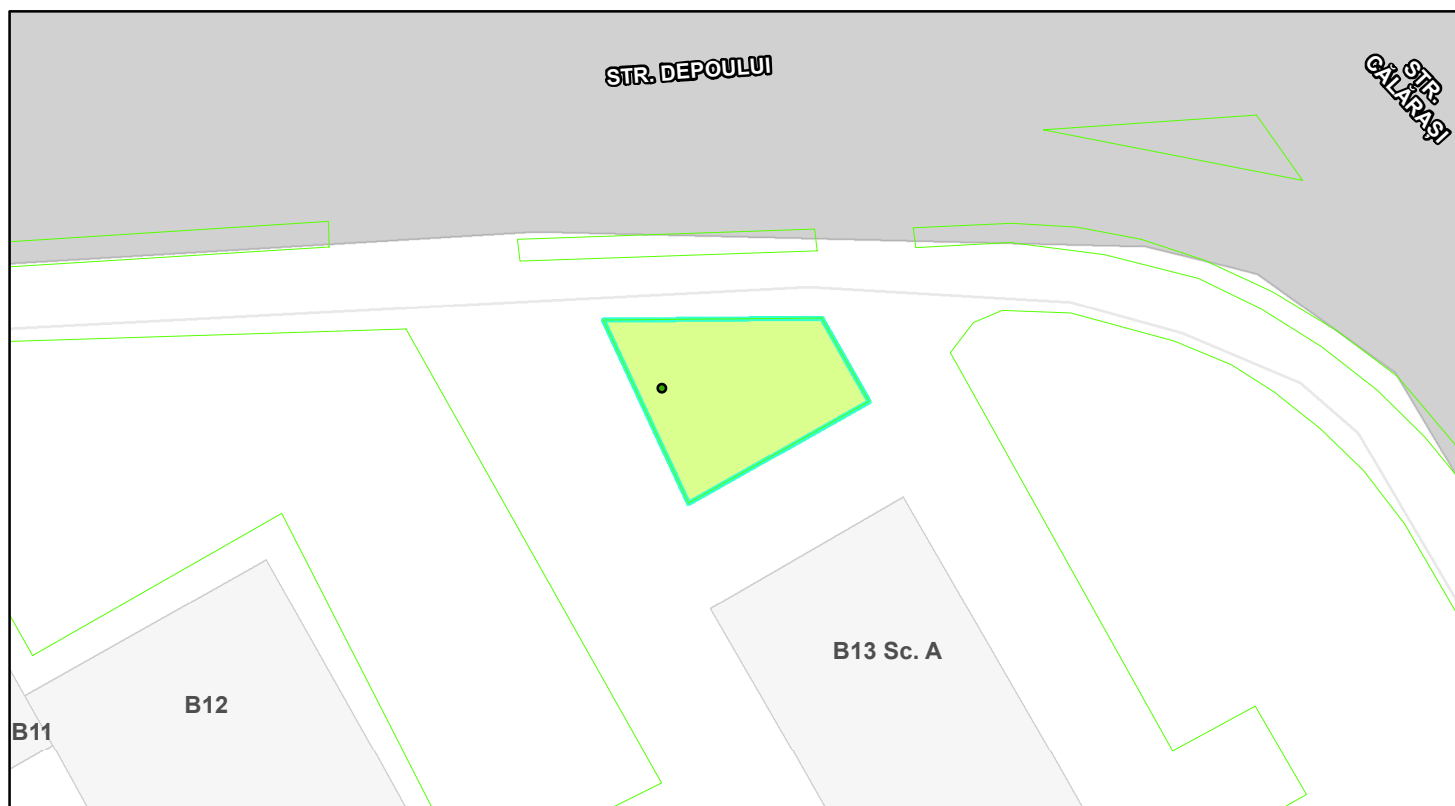 STR. DEPOULUI
STR.
CĂLĂRAȘI
B13 Sc. A
B12
B11